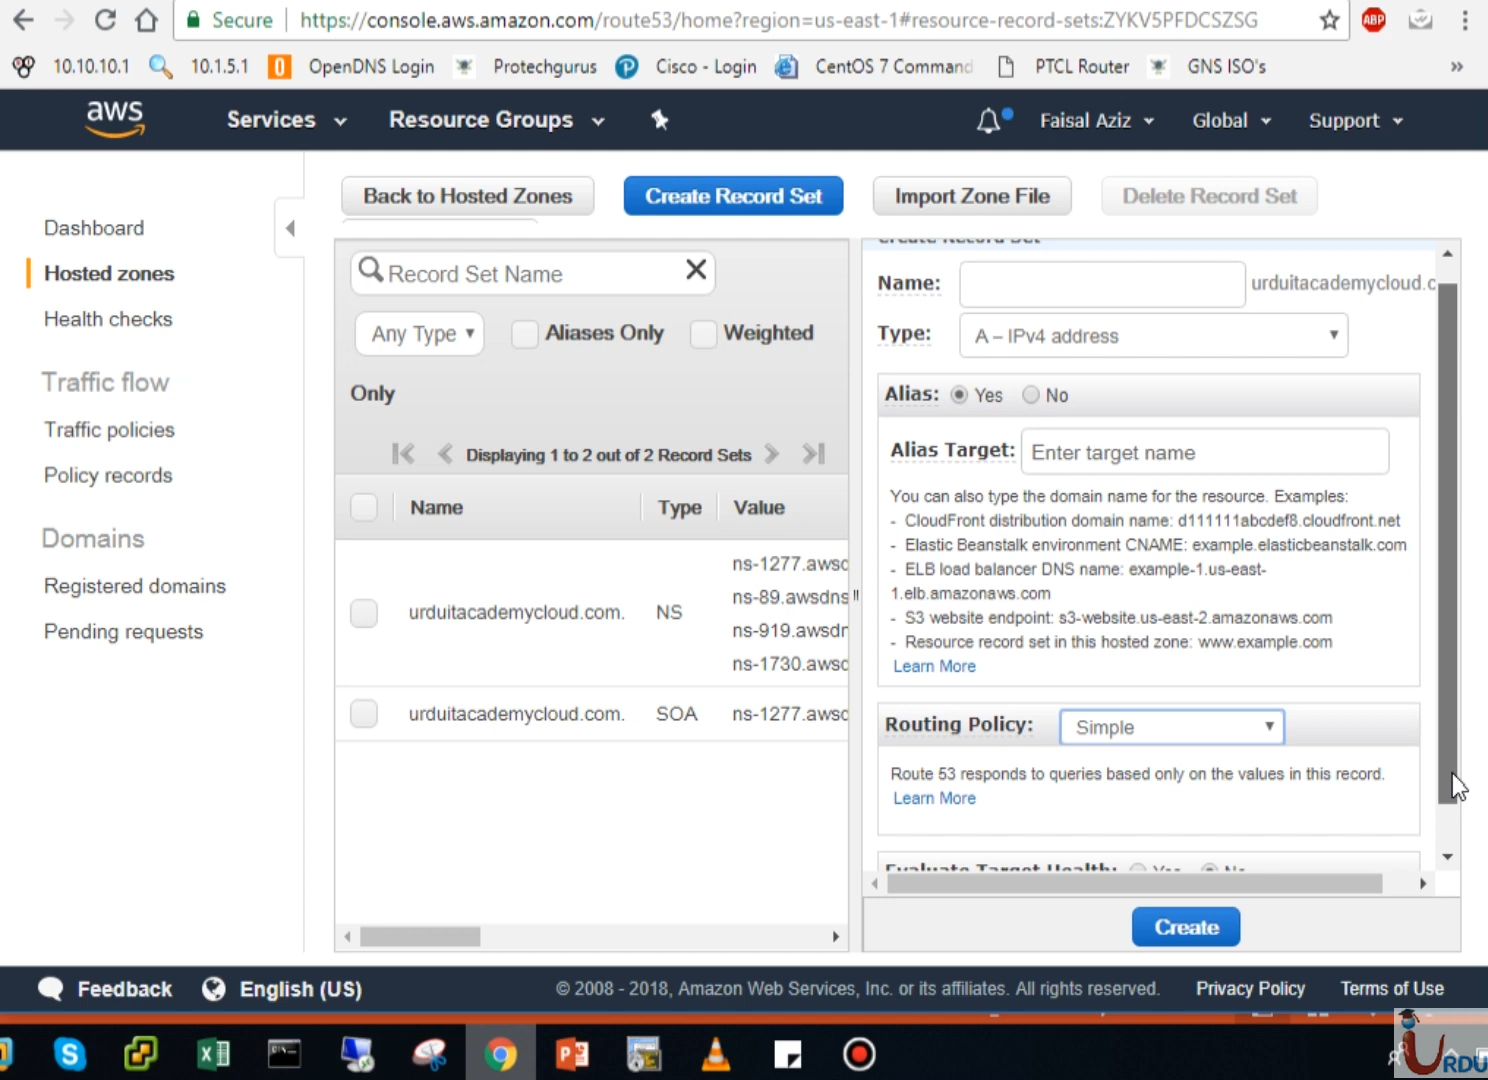 Secure https://console.aws.amazon.com/route53/home?region=us-east-1#resource-record-sets:ZYKV5PFDCSZSG ABP
10.10.10.1 10.1.5.1 OpenDNS Login Protechgurus Cisco - Login CentOS 7 Command PTCL Router GNS ISO's »
aws Services Resource Groups Faisal Aziz Global Support
Back to Hosted Zones Create Record Set Import Zone File Delete Record Set
Dashboard
Hosted zones
Health checks
Traffic flow
Traffic policies
Policy records
Domains
Registered domains
Pending requests
Record Set Name
Any Type Aliases Only Weighted
Only
Displaying 1 to 2 out of 2 Record Sets
Name Type Value
urduitacademycloud.com. NS
ns-1277.awsd
ns-89.awsdns
ns-919.awsdn
ns-1730.awsd
urduitacademycloud.com. SOA ns-1277.awsd
Create Record Set
Name: urduitacademycloud.c
Type: A – IPv4 address
Alias: Yes No
Alias Target: Enter target name
You can also type the domain name for the resource. Examples:
- CloudFront distribution domain name: d111111abcdef8.cloudfront.net
- Elastic Beanstalk environment CNAME: example.elasticbeanstalk.com
- ELB load balancer DNS name: example-1.us-east-
1.elb.amazonaws.com
- S3 website endpoint: s3-website.us-east-2.amazonaws.com
- Resource record set in this hosted zone: www.example.com
Learn More
Routing Policy: Simple
Route 53 responds to queries based only on the values in this record.
Learn More
Evaluate Target Health: Yes No
Create
Feedback English (US) © 2008 - 2018, Amazon Web Services, Inc. or its affiliates. All rights reserved. Privacy Policy Terms of Use
URDU